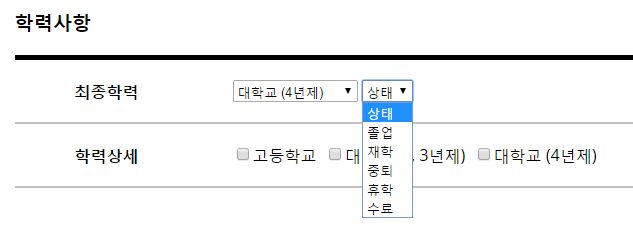 학력사항
최종학력 대학교 (4년제) 상태
상태
졸업
재학
중퇴
휴학
수료
학력상세 고등학교 대 , 3년제) 대학교 (4년제)